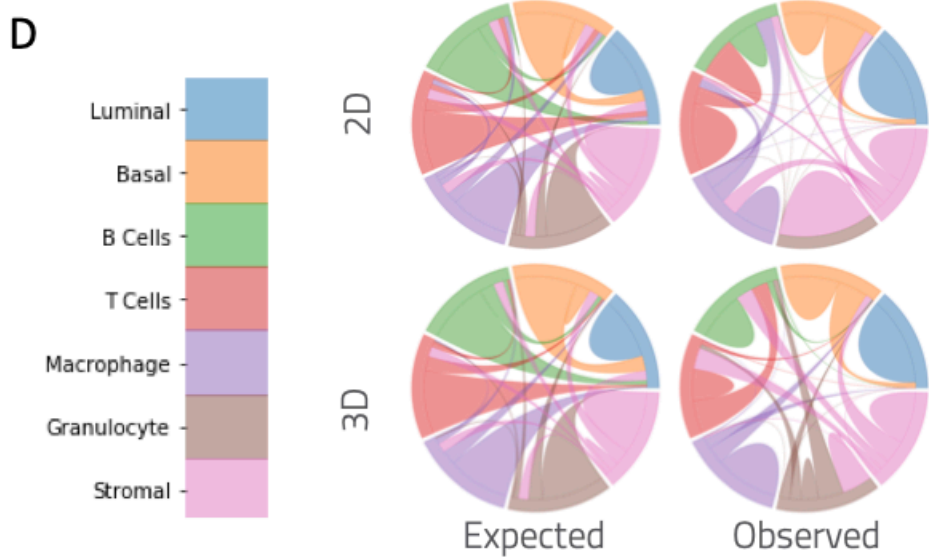 D
Luminal
Basal
B Cells
T Cells
Macrophage
Granulocyte
Stromal
2D
3D
Expected
Observed